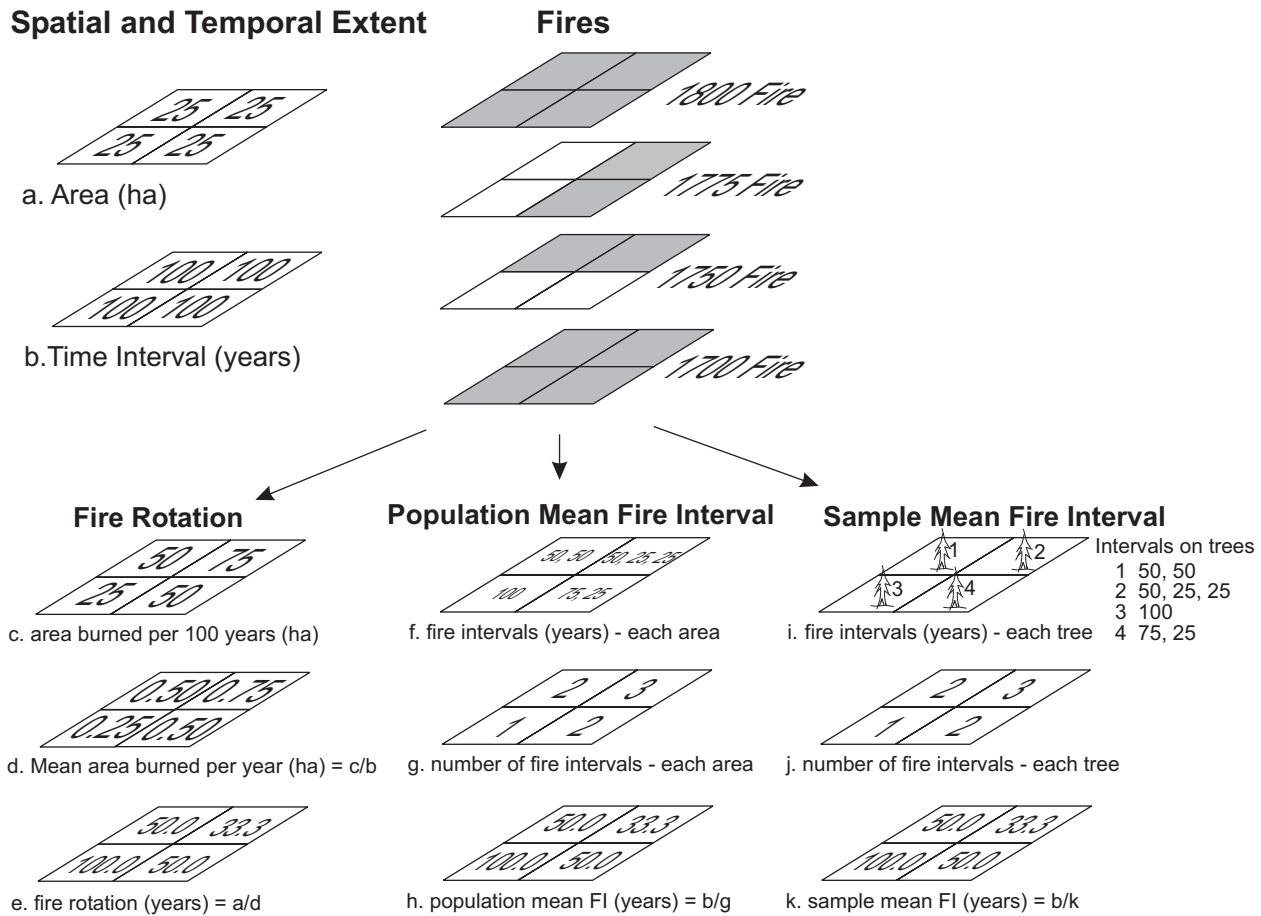 Spatial and Temporal Extent
Fires
25 25
25 25
a. Area (ha)
100 100
100 100
b.Time Interval (years)
1800 Fire
1775 Fire
1750 Fire
1700 Fire
Fire Rotation
50 75
25 50
c. area burned per 100 years (ha)
0.50 0.75
0.25 0.50
d. Mean area burned per year (ha) = c/b
50.0 33.3
100.0 50.0
e. fire rotation (years) = a/d
Population Mean Fire Interval
50, 50 50, 25, 25
100 75, 25
f. fire intervals (years) - each area
2 3
1 2
g. number of fire intervals - each area
50.0 33.3
100.0 50.0
h. population mean FI (years) = b/g
Sample Mean Fire Interval
1 2
3 4
Intervals on trees
1 50, 50
2 50, 25, 25
3 100
4 75, 25
i. fire intervals (years) - each tree
2 3
1 2
j. number of fire intervals - each tree
50.0 33.3
100.0 50.0
k. sample mean FI (years) = b/k